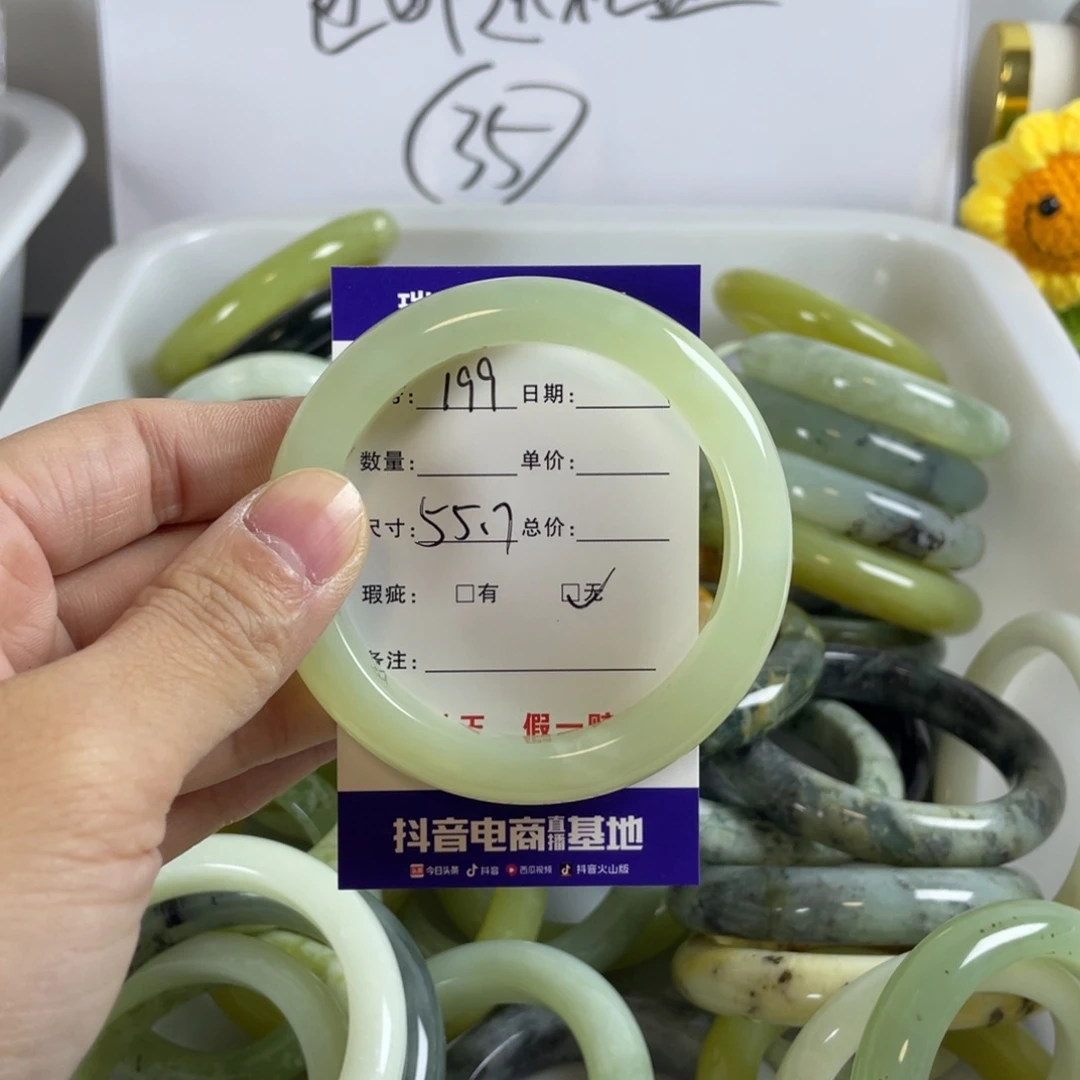 35
瑞
号: 199 日期:
数量: 单价:
尺寸: 55.7 总价:
瑕疵: □有 ☑无
备注:
假一赔
抖音电商直播基地
今日头条 抖音 西瓜视频 抖音火山版